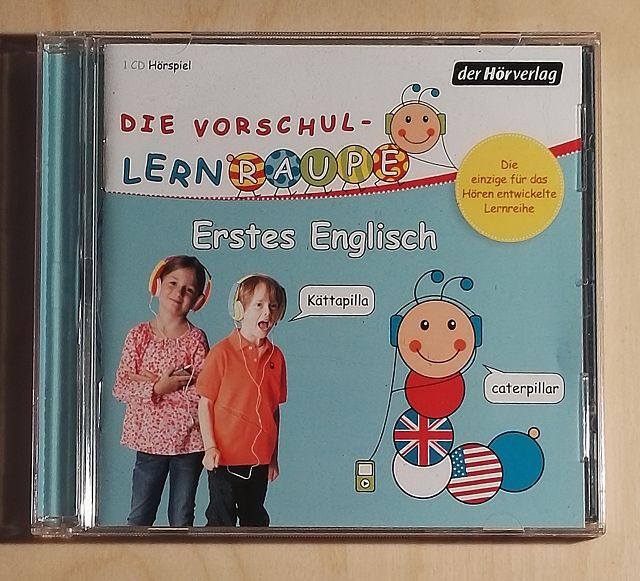 1 CD Hörspiel
der Hörverlag
DIE VORSCHUL-
LERNRAUPE
Die
einzige für das
Hören entwickelte
Lernreihe
Erstes Englisch
Kättapilla
caterpillar